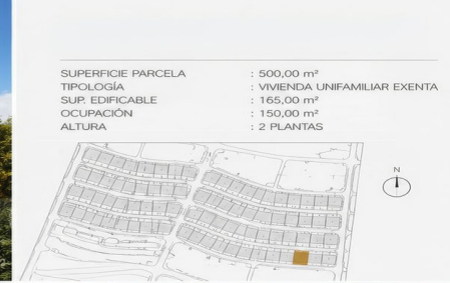 SUPERFICIE PARCELA : 500,00 m²
TIPOLOGÍA : VIVIENDA UNIFAMILIAR EXENTA
SUP. EDIFICABLE : 165,00 m²
OCUPACIÓN : 150,00 m²
ALTURA : 2 PLANTAS
N